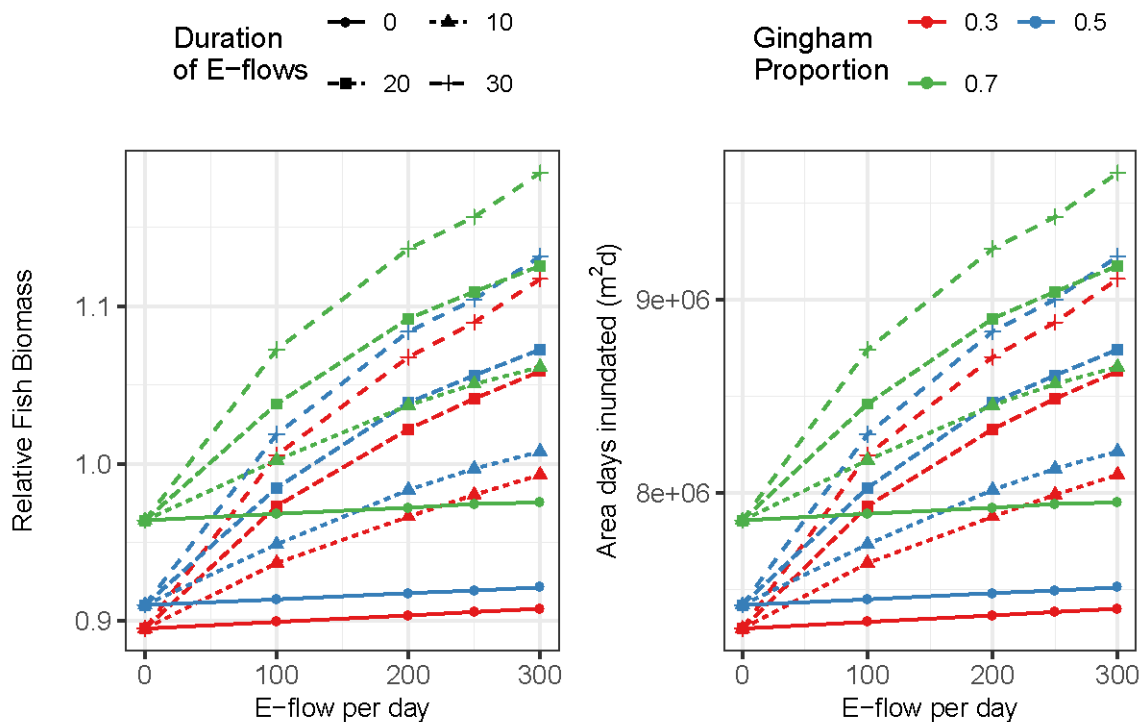 Duration
of E−flows
0 10
20 30
Gingham
Proportion
0.3 0.5
0.7
Relative Fish Biomass
1.1
1.0
0.9
0 100 200 300
E−flow per day
Area days inundated (m²d)
9e+06
8e+06
0 100 200 300
E−flow per day